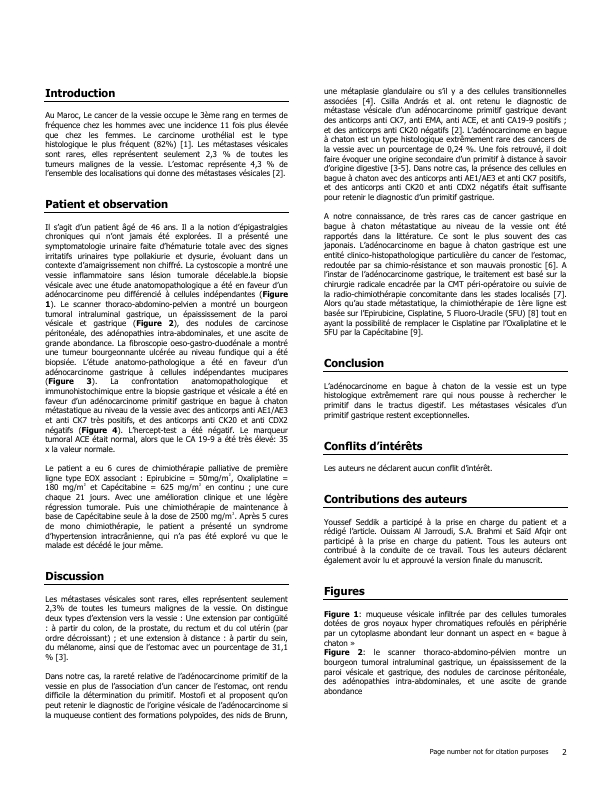 Introduction
Au Maroc, Le cancer de la vessie occupe le 3ème rang en termes de
fréquence chez les hommes avec une incidence 11 fois plus élevée
que chez les femmes. Le carcinome urothélial est le type
histologique le plus fréquent (82%) [1]. Les métastases vésicales
sont rares, elles représentent seulement 2,3 % de toutes les
tumeurs malignes de la vessie. L'estomac représente 4,3 % de
l'ensemble des localisations qui donne des métastases vésicales [2].
Patient et observation
Il s'agit d'un patient âgé de 46 ans. Il a la notion d'épigastralgies
chroniques qui n'ont jamais été explorées. Il a présenté une
symptomatologie urinaire faite d'hématurie totale avec des signes
irritatifs urinaires type pollakiurie et dysurie, évoluant dans un
contexte d'amaigrissement non chiffré. La cystoscopie a montré une
vessie inflammatoire sans lésion tumorale décelable.la biopsie
vésicale avec une étude anatomopathologique a été en faveur d'un
adénocarcinome peu différencié à cellules indépendantes (Figure
1). Le scanner thoraco-abdomino-pelvien a montré un bourgeon
tumoral intraluminal gastrique, un épaississement de la paroi
vésicale et gastrique (Figure 2), des nodules de carcinose
péritonéale, des adénopathies intra-abdominales, et une ascite de
grande abondance. La fibroscopie oeso-gastro-duodénale a montré
une tumeur bourgeonnante ulcérée au niveau fundique qui a été
biopsiée. L'étude anatomo-pathologique a été en faveur d'un
adénocarcinome gastrique à cellules indépendantes mucipares
(Figure 3). La confrontation anatomopathologique et
immunohistochimique entre la biopsie gastrique et vésicale a été en
faveur d'un adénocarcinome primitif gastrique en bague à chaton
métastatique au niveau de la vessie avec des anticorps anti AE1/AE3
et anti CK7 très positifs, et des anticorps anti CK20 et anti CDX2
négatifs (Figure 4). L'hercept-test a été négatif. Le marqueur
tumoral ACE était normal, alors que le CA 19-9 a été très élevé: 35
x la valeur normale.
Le patient a eu 6 cures de chimiothérapie palliative de première
ligne type EOX associant : Epirubicine = 50mg/m², Oxaliplatine =
180 mg/m² et Capécitabine = 625 mg/m² en continu ; une cure
chaque 21 jours. Avec une amélioration clinique et une légère
régression tumorale. Puis une chimiothérapie de maintenance à
base de Capécitabine seule à la dose de 2500 mg/m². Après 5 cures
de mono chimiothérapie, le patient a présenté un syndrome
d'hypertension intracrânienne, qui n'a pas été exploré vu que le
malade est décédé le jour même.
Discussion
Les métastases vésicales sont rares, elles représentent seulement
2,3% de toutes les tumeurs malignes de la vessie. On distingue
deux types d'extension vers la vessie : Une extension par contigüité
: à partir du colon, de la prostate, du rectum et du col utérin (par
ordre décroissant) ; et une extension à distance : à partir du sein,
du mélanome, ainsi que de l'estomac avec un pourcentage de 31,1
% [3].
Dans notre cas, la rareté relative de l'adénocarcinome primitif de la
vessie en plus de l'association d'un cancer de l'estomac, ont rendu
difficile la détermination du primitif. Mostofi et al proposent qu'on
peut retenir le diagnostic de l'origine vésicale de l'adénocarcinome si
la muqueuse contient des formations polypoïdes, des nids de Brunn,
une métaplasie glandulaire ou s'il y a des cellules transitionnelles
associées [4]. Csilla András et al. ont retenu le diagnostic de
métastase vésicale d'un adénocarcinome primitif gastrique devant
des anticorps anti CK7, anti EMA, anti ACE, et anti CA19-9 positifs ;
et des anticorps anti CK20 négatifs [2]. L'adénocarcinome en bague
à chaton est un type histologique extrêmement rare des cancers de
la vessie avec un pourcentage de 0,24 %. Une fois retrouvé, il doit
faire évoquer une origine secondaire d'un primitif à distance à savoir
d'origine digestive [3-5]. Dans notre cas, la présence des cellules en
bague à chaton avec des anticorps anti AE1/AE3 et anti CK7 positifs,
et des anticorps anti CK20 et anti CDX2 négatifs était suffisante
pour retenir le diagnostic d'un primitif gastrique.
A notre connaissance, de très rares cas de cancer gastrique en
bague à chaton métastatique au niveau de la vessie ont été
rapportés dans la littérature. Ce sont le plus souvent des cas
japonais. L'adénocarcinome en bague à chaton gastrique est une
entité clinico-histopathologique particulière du cancer de l'estomac,
redoutée par sa chimio-résistance et son mauvais pronostic [6]. A
l'instar de l'adénocarcinome gastrique, le traitement est basé sur la
chirurgie radicale encadrée par la CMT péri-opératoire ou suivie de
la radio-chimiothérapie concomitante dans les stades localisés [7].
Alors qu'au stade métastatique, la chimiothérapie de 1ère ligne est
basée sur l'Epirubicine, Cisplatine, 5 Fluoro-Uracile (5FU) [8] tout en
ayant la possibilité de remplacer le Cisplatine par l'Oxaliplatine et le
5FU par la Capécitabine [9].
Conclusion
L'adénocarcinome en bague à chaton de la vessie est un type
histologique extrêmement rare qui nous pousse à rechercher le
primitif dans le tractus digestif. Les métastases vésicales d'un
primitif gastrique restent exceptionnelles.
Conflits d'intérêts
Les auteurs ne déclarent aucun conflit d'intérêt.
Contributions des auteurs
Youssef Seddik a participé à la prise en charge du patient et a
rédigé l'article. Ouissam Al Jarroudi, S.A. Brahmi et Saïd Afqir ont
participé à la prise en charge du patient. Tous les auteurs ont
contribué à la conduite de ce travail. Tous les auteurs déclarent
également avoir lu et approuvé la version finale du manuscrit.
Figures
Figure 1: muqueuse vésicale infiltrée par des cellules tumorales
dotées de gros noyaux hyper chromatiques refoulés en périphérie
par un cytoplasme abondant leur donnant un aspect en « bague à
chaton »
Figure 2: le scanner thoraco-abdomino-pélvien montre un
bourgeon tumoral intraluminal gastrique, un épaississement de la
paroi vésicale et gastrique, des nodules de carcinose péritonéale,
des adénopathies intra-abdominales, et une ascite de grande
abondance
Page number not for citation purposes 2